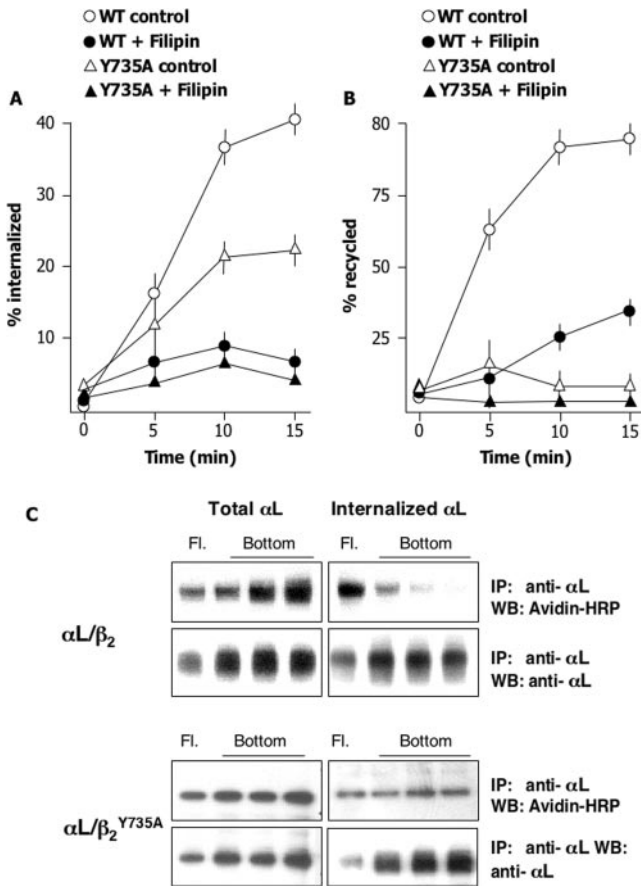 ○ WT control
● WT + Filipin
△ Y735A control
▲ Y735A + Filipin
A
% internalized
40
30
20
10
0 5 10 15
Time (min)
○ WT control
● WT + Filipin
△ Y735A control
▲ Y735A + Filipin
B
% recycled
80
75
50
25
0 5 10 15
Time (min)
C
Total αL Internalized αL
Fl. Bottom Fl. Bottom
αL/β2
IP: anti- αL
WB: Avidin-HRP
IP: anti- αL
WB: anti- αL
Fl. Bottom Fl. Bottom
αL/β2Y735A
IP: anti- αL
WB: Avidin-HRP
IP: anti- αL WB:
anti- αL